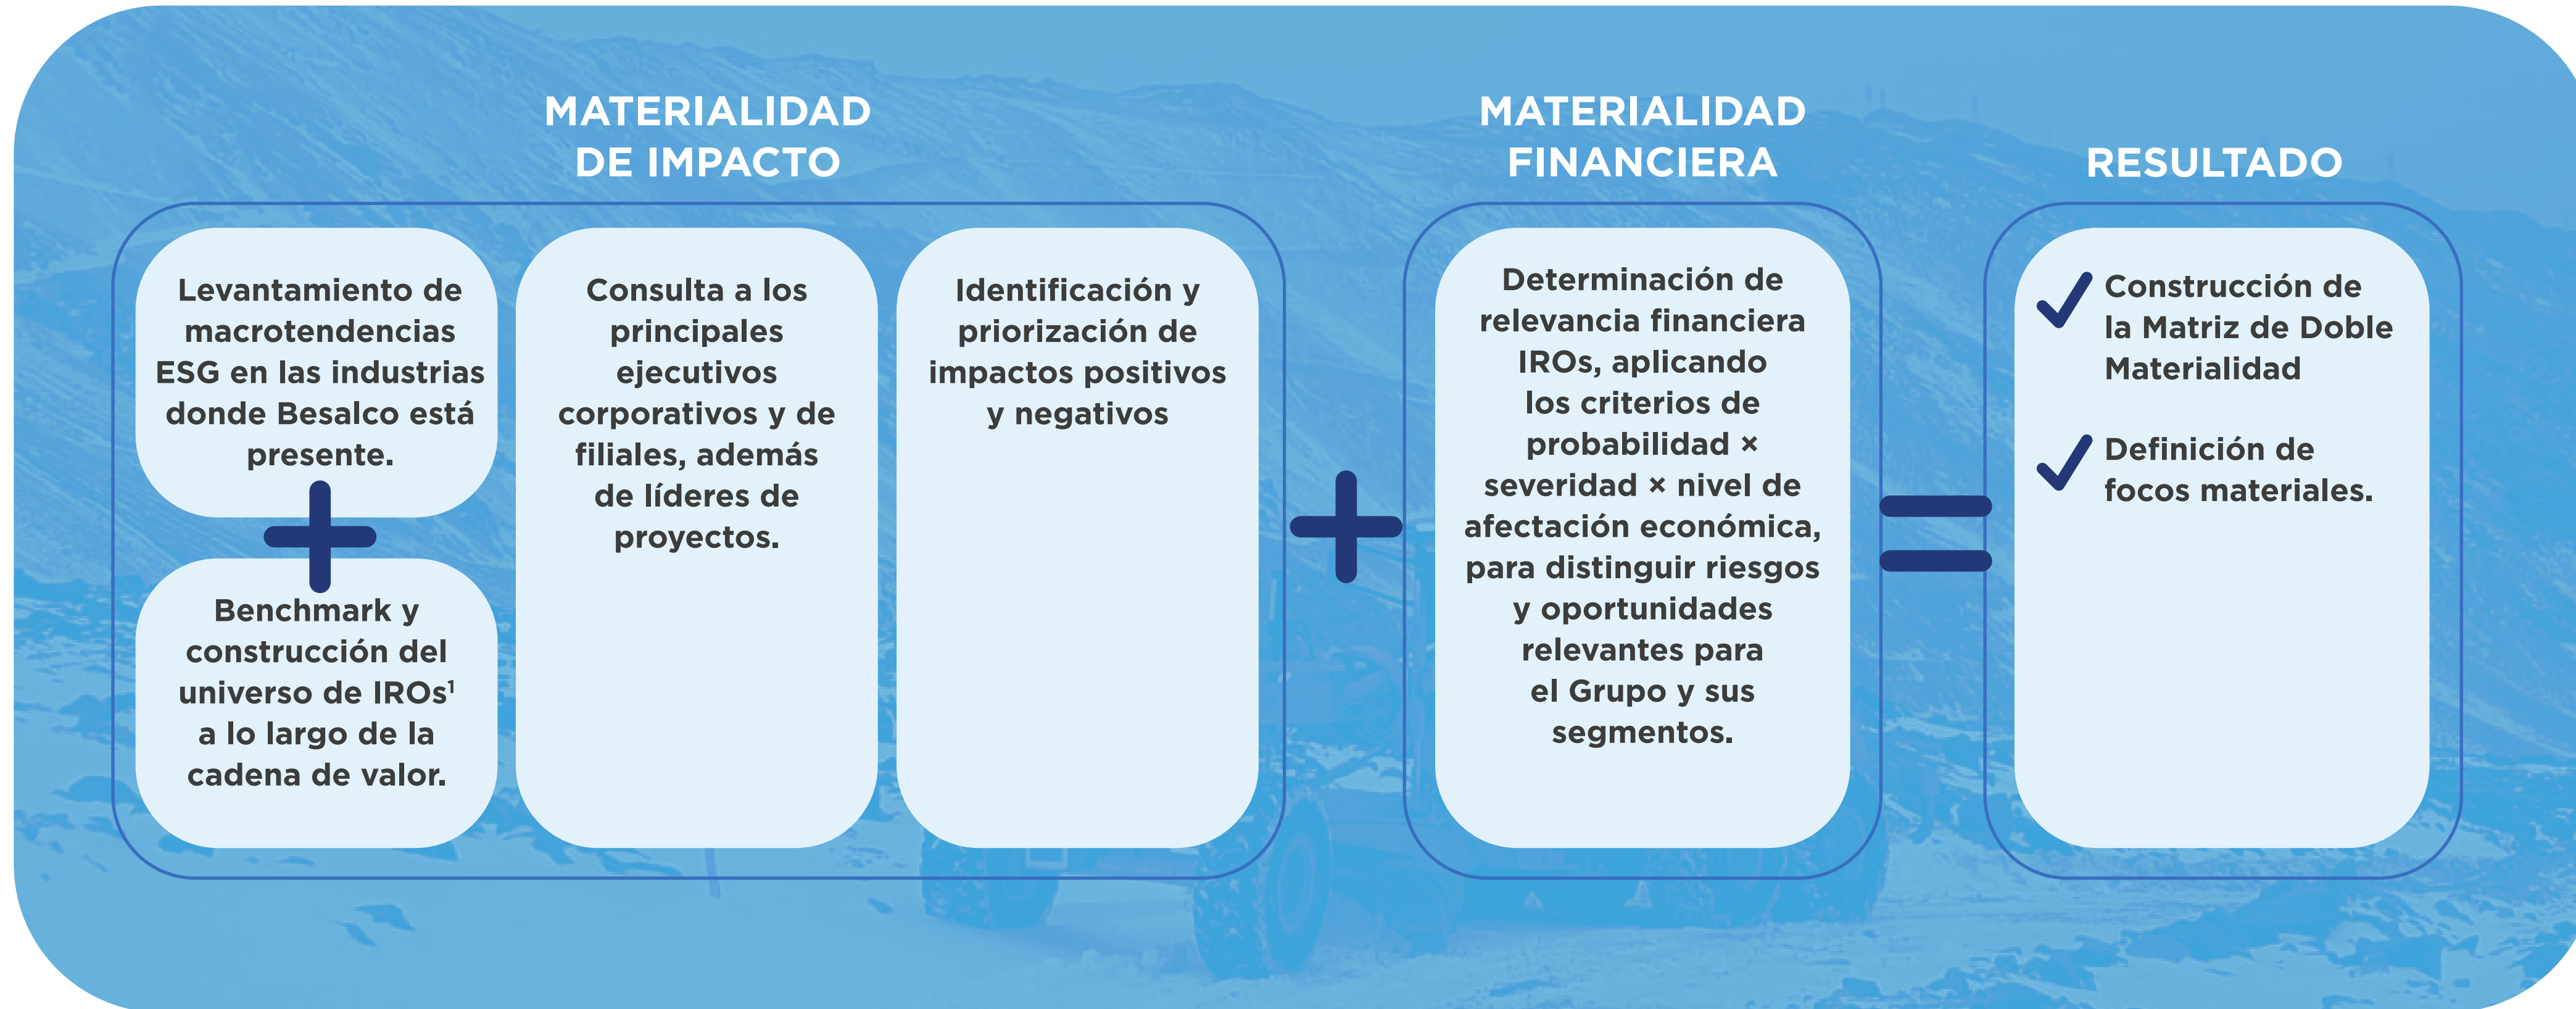 MATERIALIDAD
DE IMPACTO
Levantamiento de
macrotendencias
ESG en las industrias
donde Besalco está
presente.
+
Benchmark y
construcción del
universo de IROs¹
a lo largo de la
cadena de valor.
Consulta a los
principales
ejecutivos
corporativos y de
filiales, además
de líderes de
proyectos.
Identificación y
priorización de
impactos positivos
y negativos
+
MATERIALIDAD
FINANCIERA
Determinación de
relevancia financiera
IROs, aplicando
los criterios de
probabilidad ×
severidad × nivel de
afectación económica,
para distinguir riesgos
y oportunidades
relevantes para
el Grupo y sus
segmentos.
=
RESULTADO
✓ Construcción de
la Matriz de Doble
Materialidad
✓ Definición de
focos materiales.